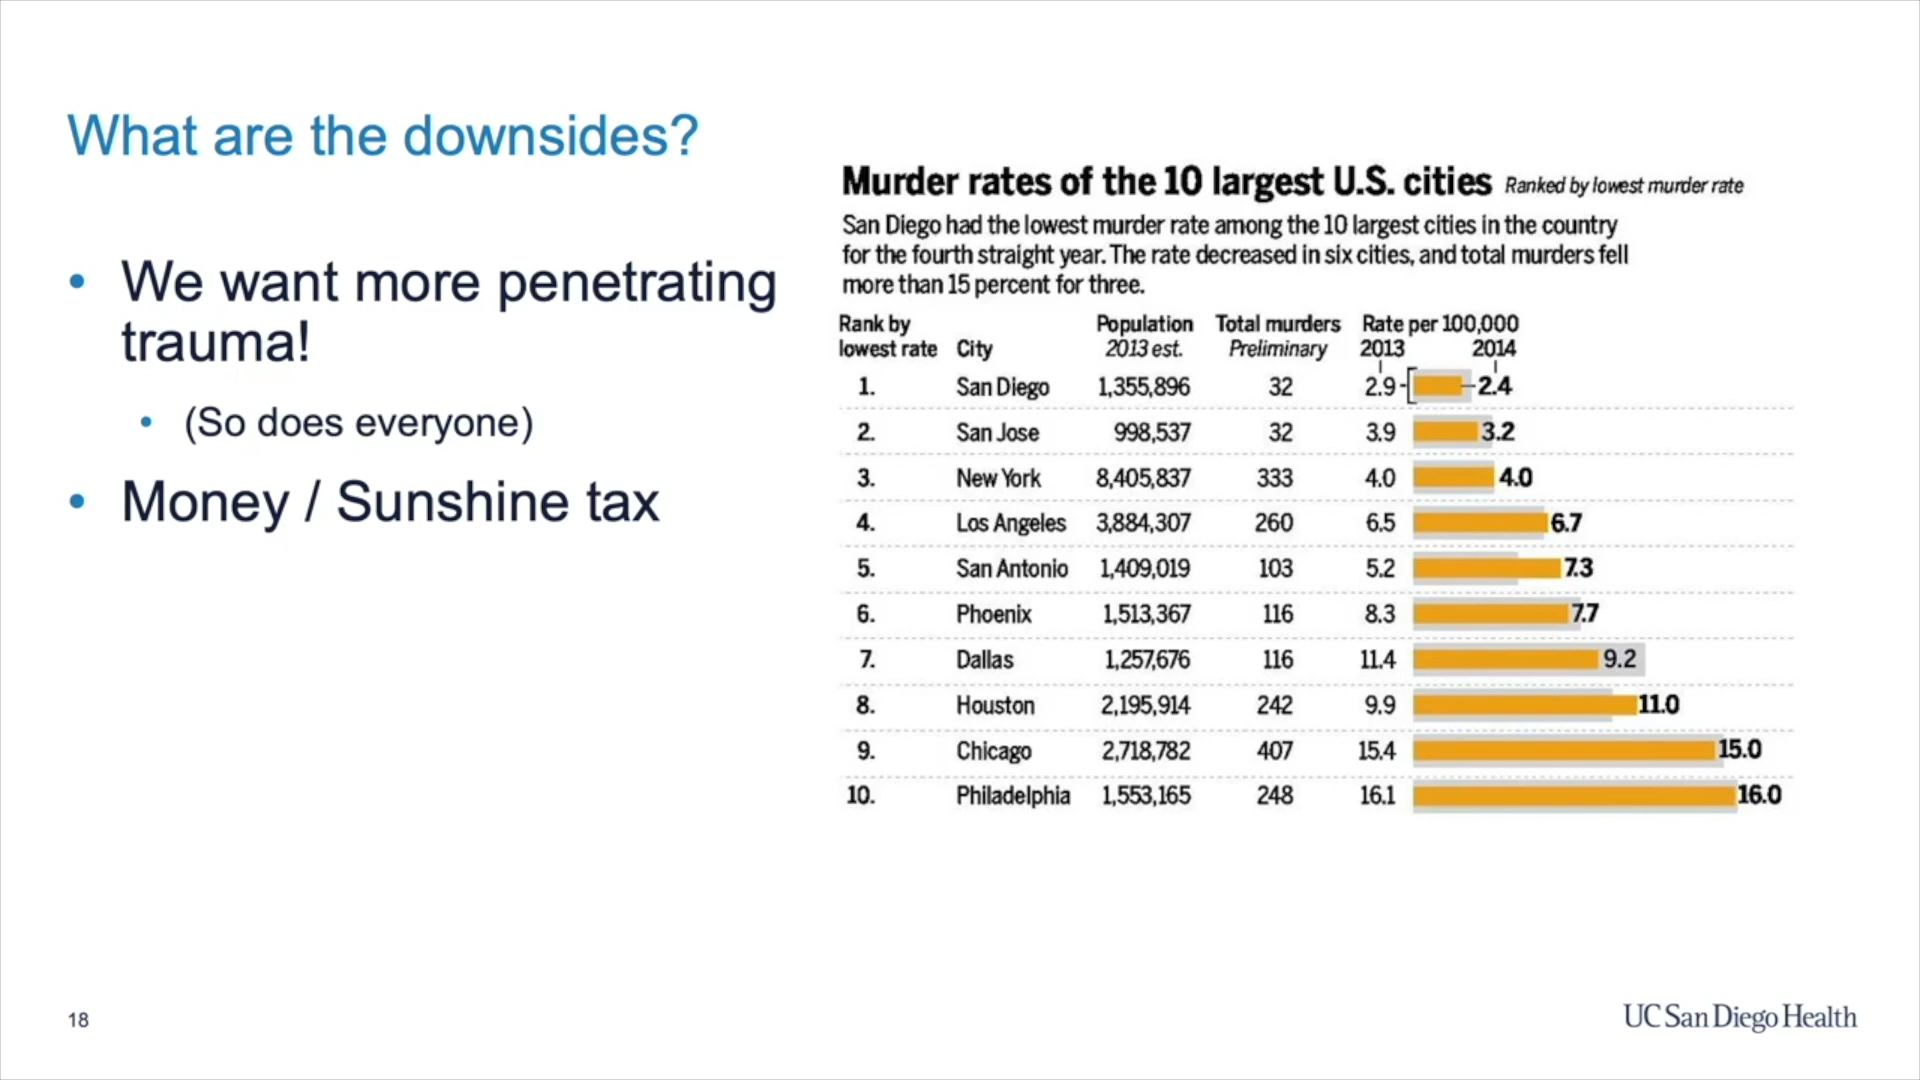 What are the downsides?
• We want more penetrating
trauma!
• (So does everyone)
• Money / Sunshine tax
Murder rates of the 10 largest U.S. cities Ranked by lowest murder rate
San Diego had the lowest murder rate among the 10 largest cities in the country
for the fourth straight year. The rate decreased in six cities, and total murders fell
more than 15 percent for three.
Rank by Population Total murders Rate per 100,000
lowest rate City 2013 est. Preliminary 2013 2014
1. San Diego 1,355,896 32 2.9 2.4
2. San Jose 998,537 32 3.9 3.2
3. New York 8,405,837 333 4.0 4.0
4. Los Angeles 3,884,307 260 6.5 6.7
5. San Antonio 1,409,019 103 5.2 7.3
6. Phoenix 1,513,367 116 8.3 7.7
7. Dallas 1,257,676 116 11.4 9.2
8. Houston 2,195,914 242 9.9 11.0
9. Chicago 2,718,782 407 15.4 15.0
10. Philadelphia 1,553,165 248 16.1 16.0
18
UC San Diego Health